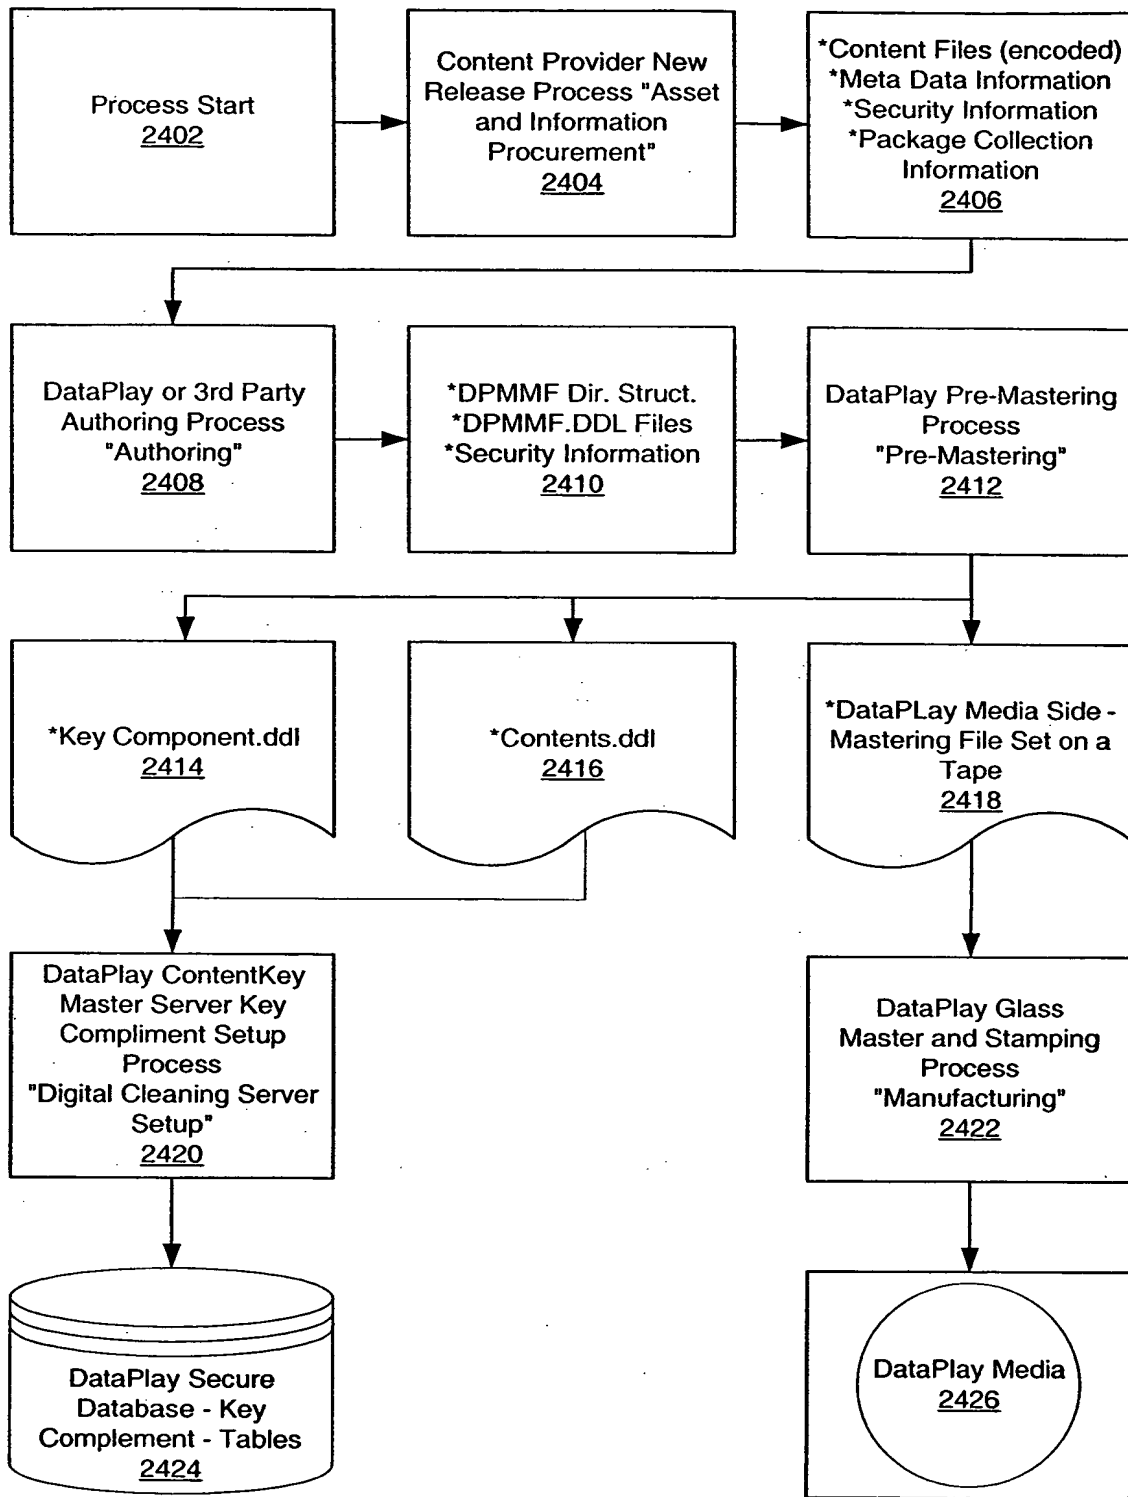 Process Start
2402
Content Provider New
Release Process "Asset
and Information
Procurement"
2404
*Content Files (encoded)
*Meta Data Information
*Security Information
*Package Collection
Information
2406
DataPlay or 3rd Party
Authoring Process
"Authoring"
2408
*DPMMF Dir. Struct.
*DPMMF.DDL Files
*Security Information
2410
DataPlay Pre-Mastering
Process
"Pre-Mastering"
2412
*Key Component.ddl
2414
*Contents.ddl
2416
*DataPLay Media Side -
Mastering File Set on a
Tape
2418
DataPlay ContentKey
Master Server Key
Compliment Setup
Process
"Digital Cleaning Server
Setup"
2420
DataPlay Glass
Master and Stamping
Process
"Manufacturing"
2422
DataPlay Secure
Database - Key
Complement - Tables
2424
DataPlay Media
2426